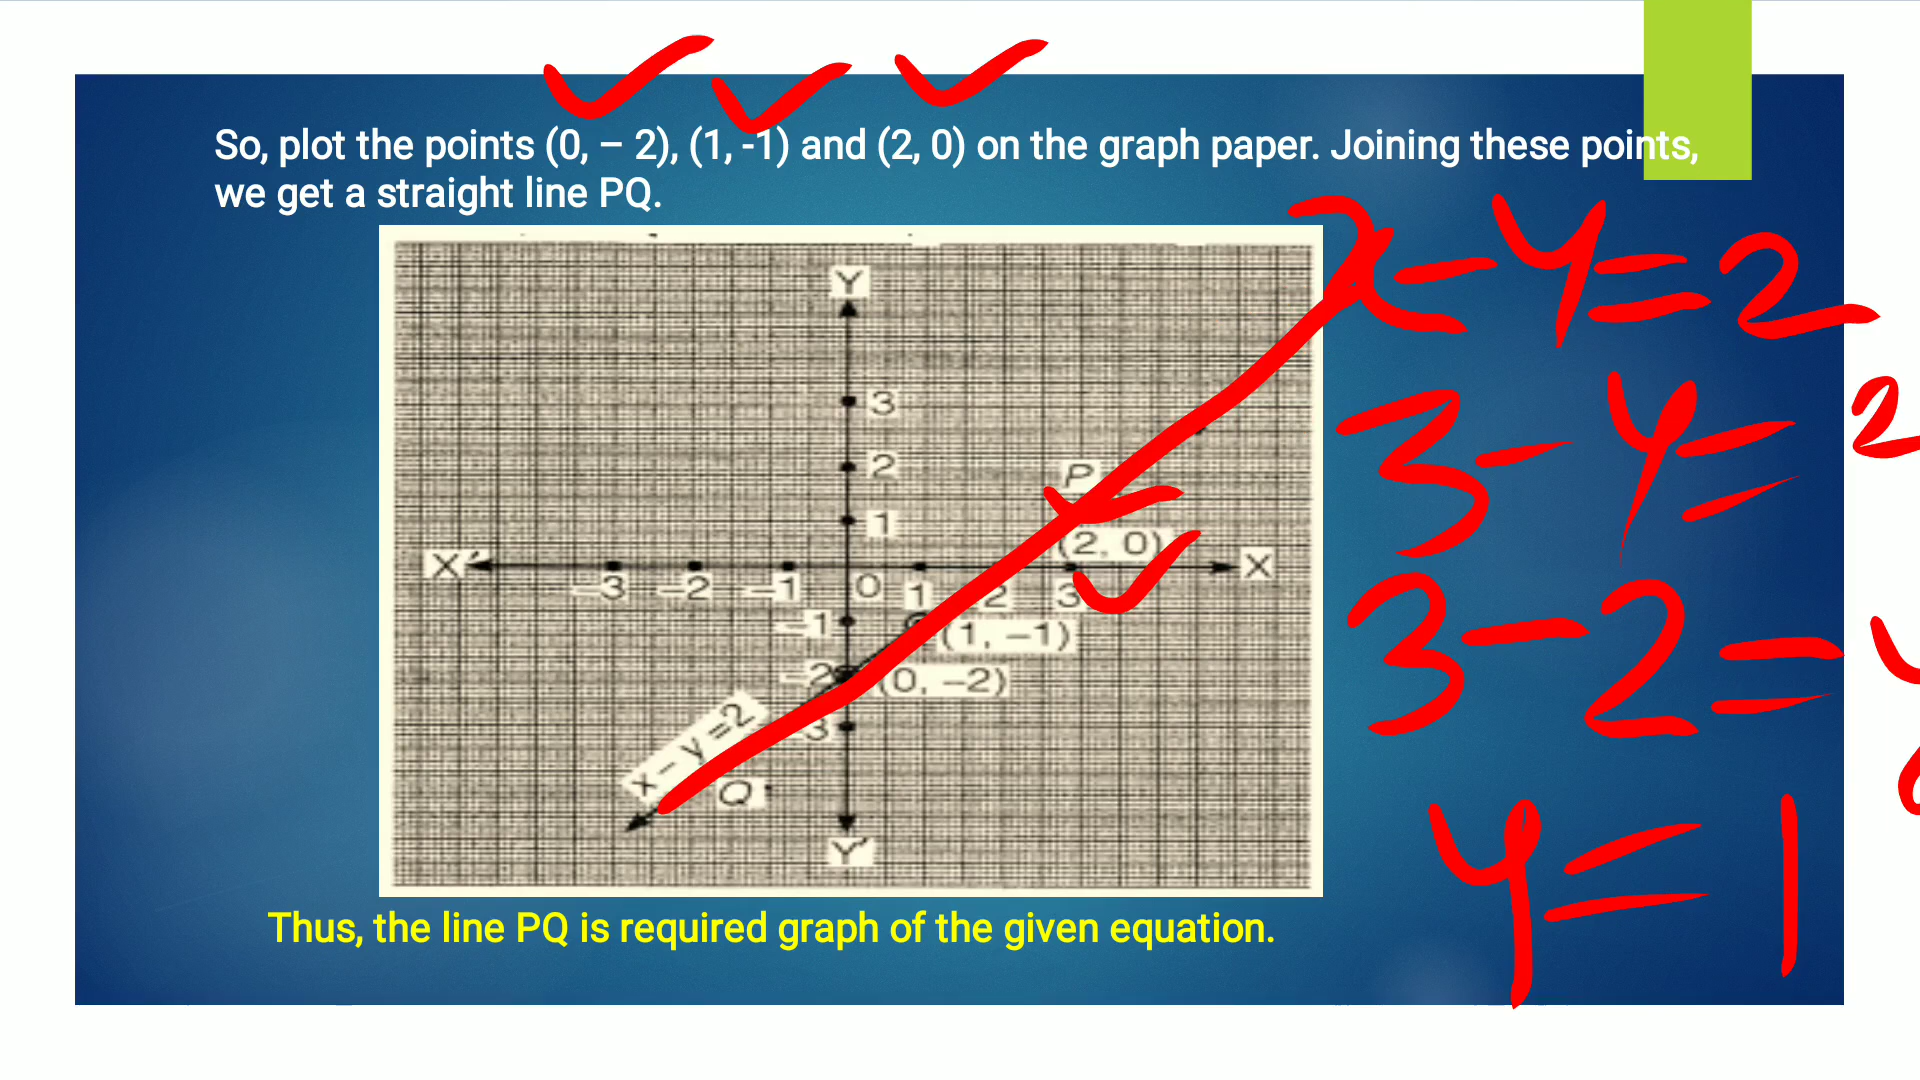 So, plot the points (0, – 2), (1, -1) and (2, 0) on the graph paper. Joining these points,
we get a straight line PQ.
x-y=2
Y
3
3-y=2
2
P
1
(2, 0)
X′ –3 –2 –1 0 1 2 3 X
–1
(1, –1)
3-2=y
–2
(0, –2)
x – y =2
–3
Q
Y′
y=1
Thus, the line PQ is required graph of the given equation.